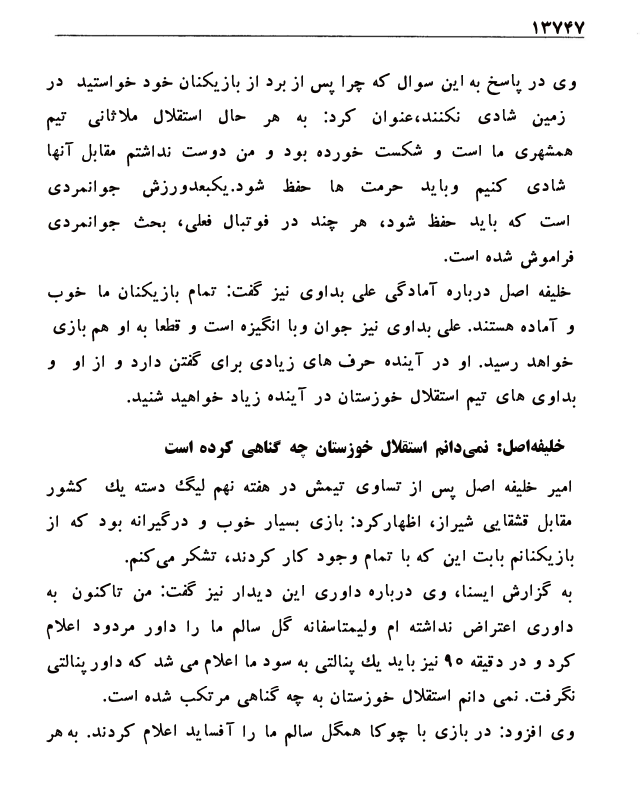 ۱۳۷۴۷
وی در پاسخ به این سوال که چرا پس از برد از بازیکنان خود خواستید در
زمین شادی نکنند،عنوان کرد: به هر حال استقلال ملاثانی تیم
همشهری ما است و شکست خورده بود و من دوست نداشتم مقابل آنها
شادی کنیم وباید حرمت ها حفظ شود.یکبعدورزش جوانمردی
است که باید حفظ شود، هر چند در فوتبال فعلی، بحث جوانمردی
فراموش شده است.
خلیفه اصل درباره آمادگی علی بداوی نیز گفت: تمام بازیکنان ما خوب
و آماده هستند. علی بداوی نیز جوان وبا انگیزه است و قطعا به او هم بازی
خواهد رسید. او در آینده حرف های زیادی برای گفتن دارد و از او و
بداوی های تیم استقلال خوزستان در آینده زیاد خواهید شنید.
خلیفه‌اصل: نمی‌دانم استقلال خوزستان چه گناهی کرده است
امیر خلیفه اصل پس از تساوی تیمش در هفته نهم لیگ دسته یك کشور
مقابل قشقایی شیراز، اظهارکرد: بازی بسیار خوب و درگیرانه بود که از
بازیکنانم بابت این که با تمام وجود کار کردند، تشکر می‌کنم.
به گزارش ایسنا، وی درباره داوری این دیدار نیز گفت: من تاکنون به
داوری اعتراض نداشته ام ولیمتاسفانه گل سالم ما را داور مردود اعلام
کرد و در دقیقه ۹۰ نیز باید یك پنالتی به سود ما اعلام می شد که داور پنالتی
نگرفت. نمی دانم استقلال خوزستان به چه گناهی مرتکب شده است.
وی افزود: در بازی با چوکا همگل سالم ما را آفساید اعلام کردند. به هر